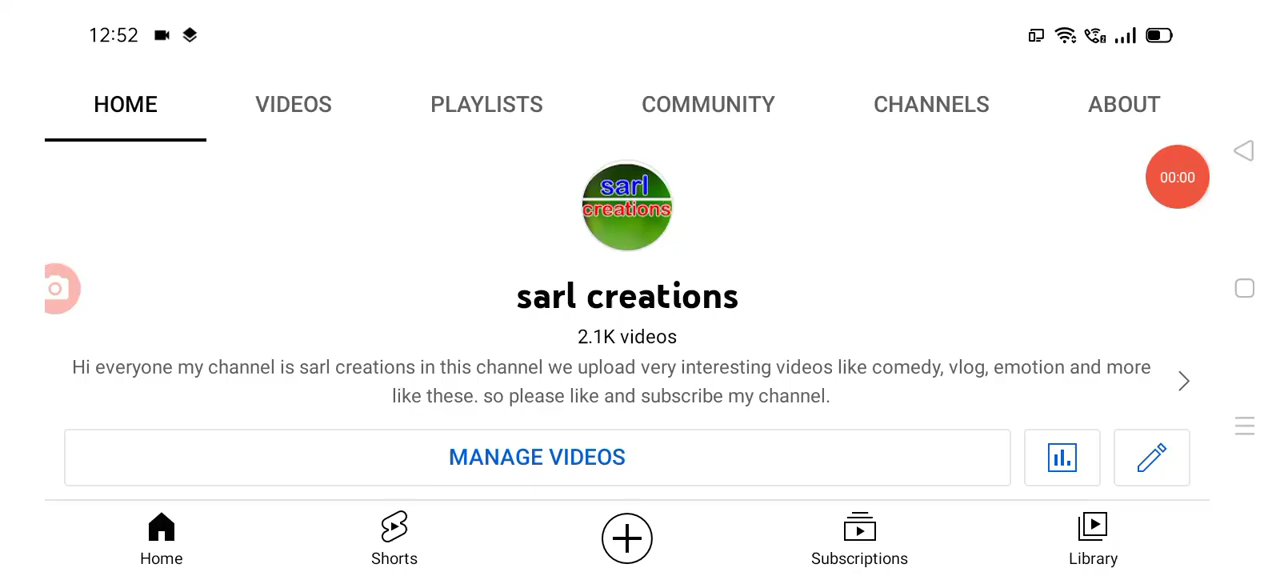 12:52
HOME VIDEOS PLAYLISTS COMMUNITY CHANNELS ABOUT
00:00
sarl
creations
sarl creations
2.1K videos
Hi everyone my channel is sarl creations in this channel we upload very interesting videos like comedy, vlog, emotion and more
like these. so please like and subscribe my channel.
MANAGE VIDEOS
Home Shorts Subscriptions Library